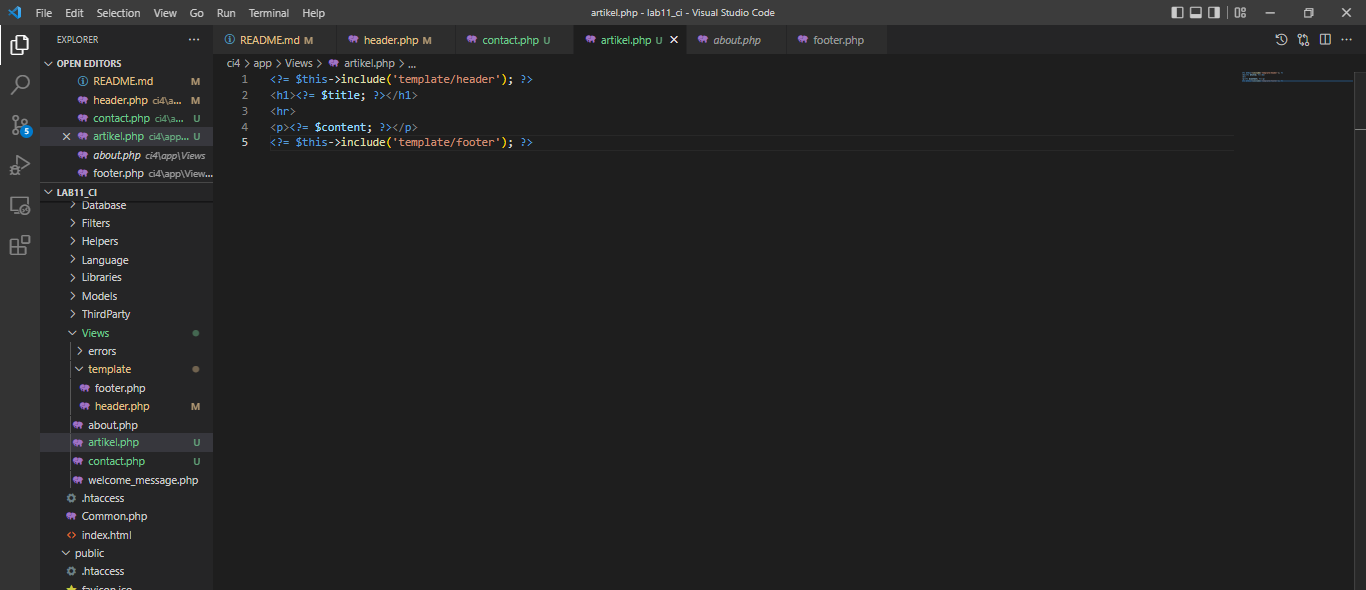 File Edit Selection View Go Run Terminal Help artikel.php - lab11_ci - Visual Studio Code
EXPLORER ...
README.md M header.php M contact.php U artikel.php U about.php footer.php
OPEN EDITORS
README.md M
header.php ci4\a... M
contact.php ci4\a... U
artikel.php ci4\app... U
about.php ci4\app\Views
footer.php ci4\app\View...
5
LAB11_CI
Database
Filters
Helpers
Language
Libraries
Models
ThirdParty
Views
errors
template
footer.php
header.php M
about.php
artikel.php U
contact.php U
welcome_message.php
.htaccess
Common.php
index.html
public
.htaccess
favicon.ico
ci4 > app > Views > artikel.php > ...
1 <?= $this->include('template/header'); ?>
2 <h1><?= $title; ?></h1>
3 <hr>
4 <p><?= $content; ?></p>
5 <?= $this->include('template/footer'); ?>